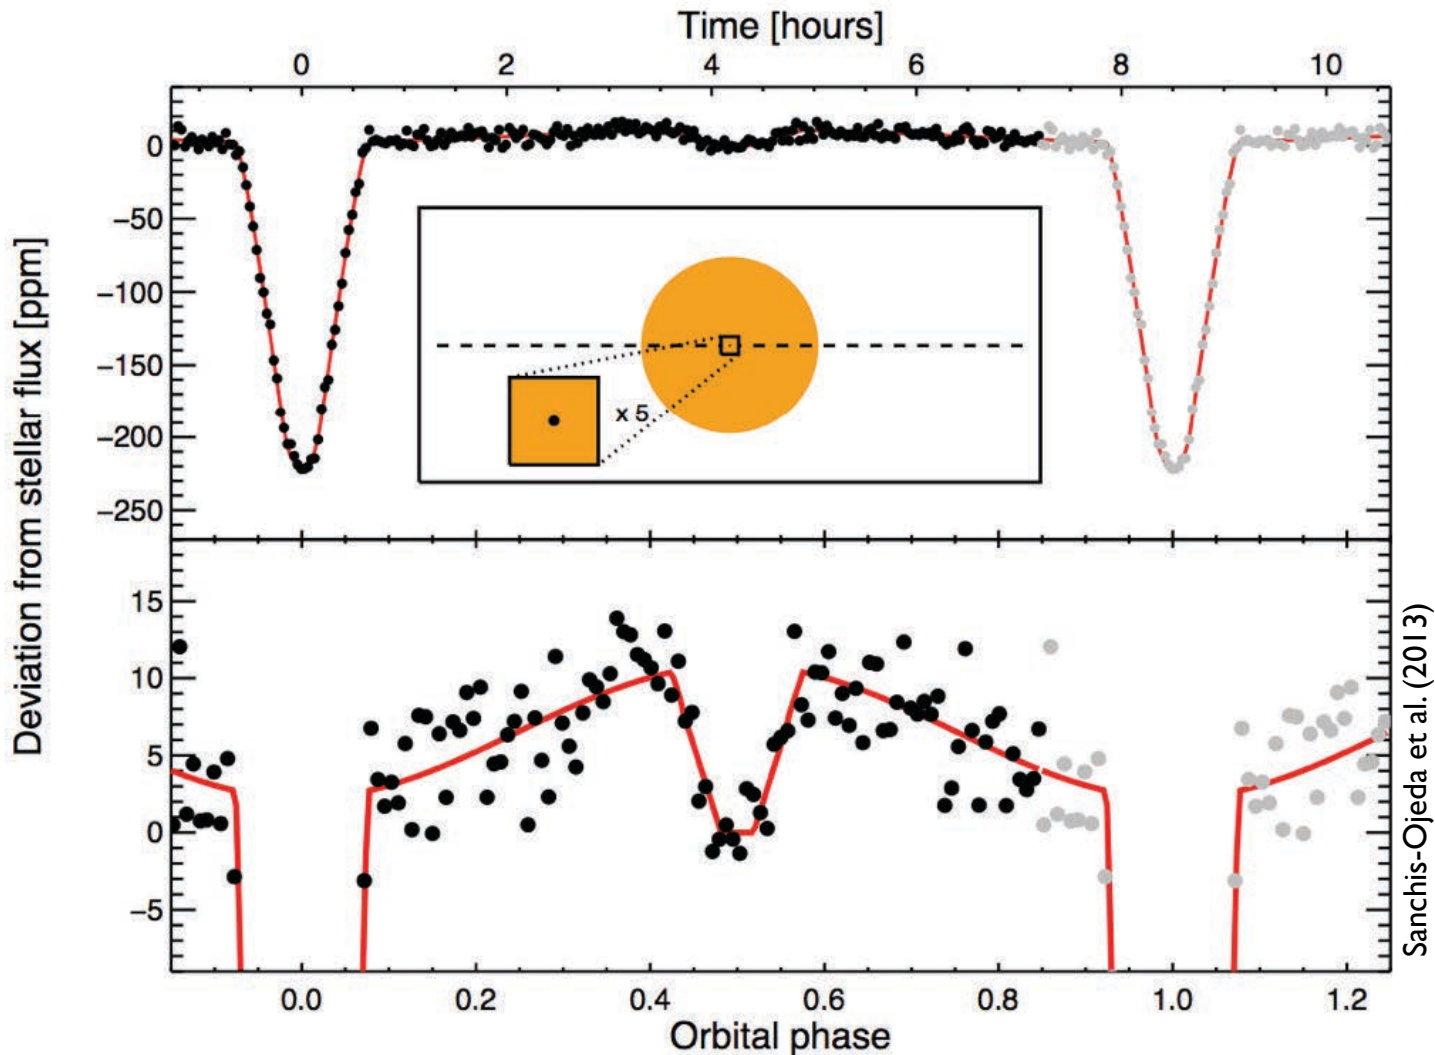 Time [hours]
0 2 4 6 8 10
Deviation from stellar flux [ppm]
0
−50
−100
−150
−200
−250
x 5
15
10
5
0
−5
0.0 0.2 0.4 0.6 0.8 1.0 1.2
Orbital phase
Sanchis-Ojeda et al. (2013)